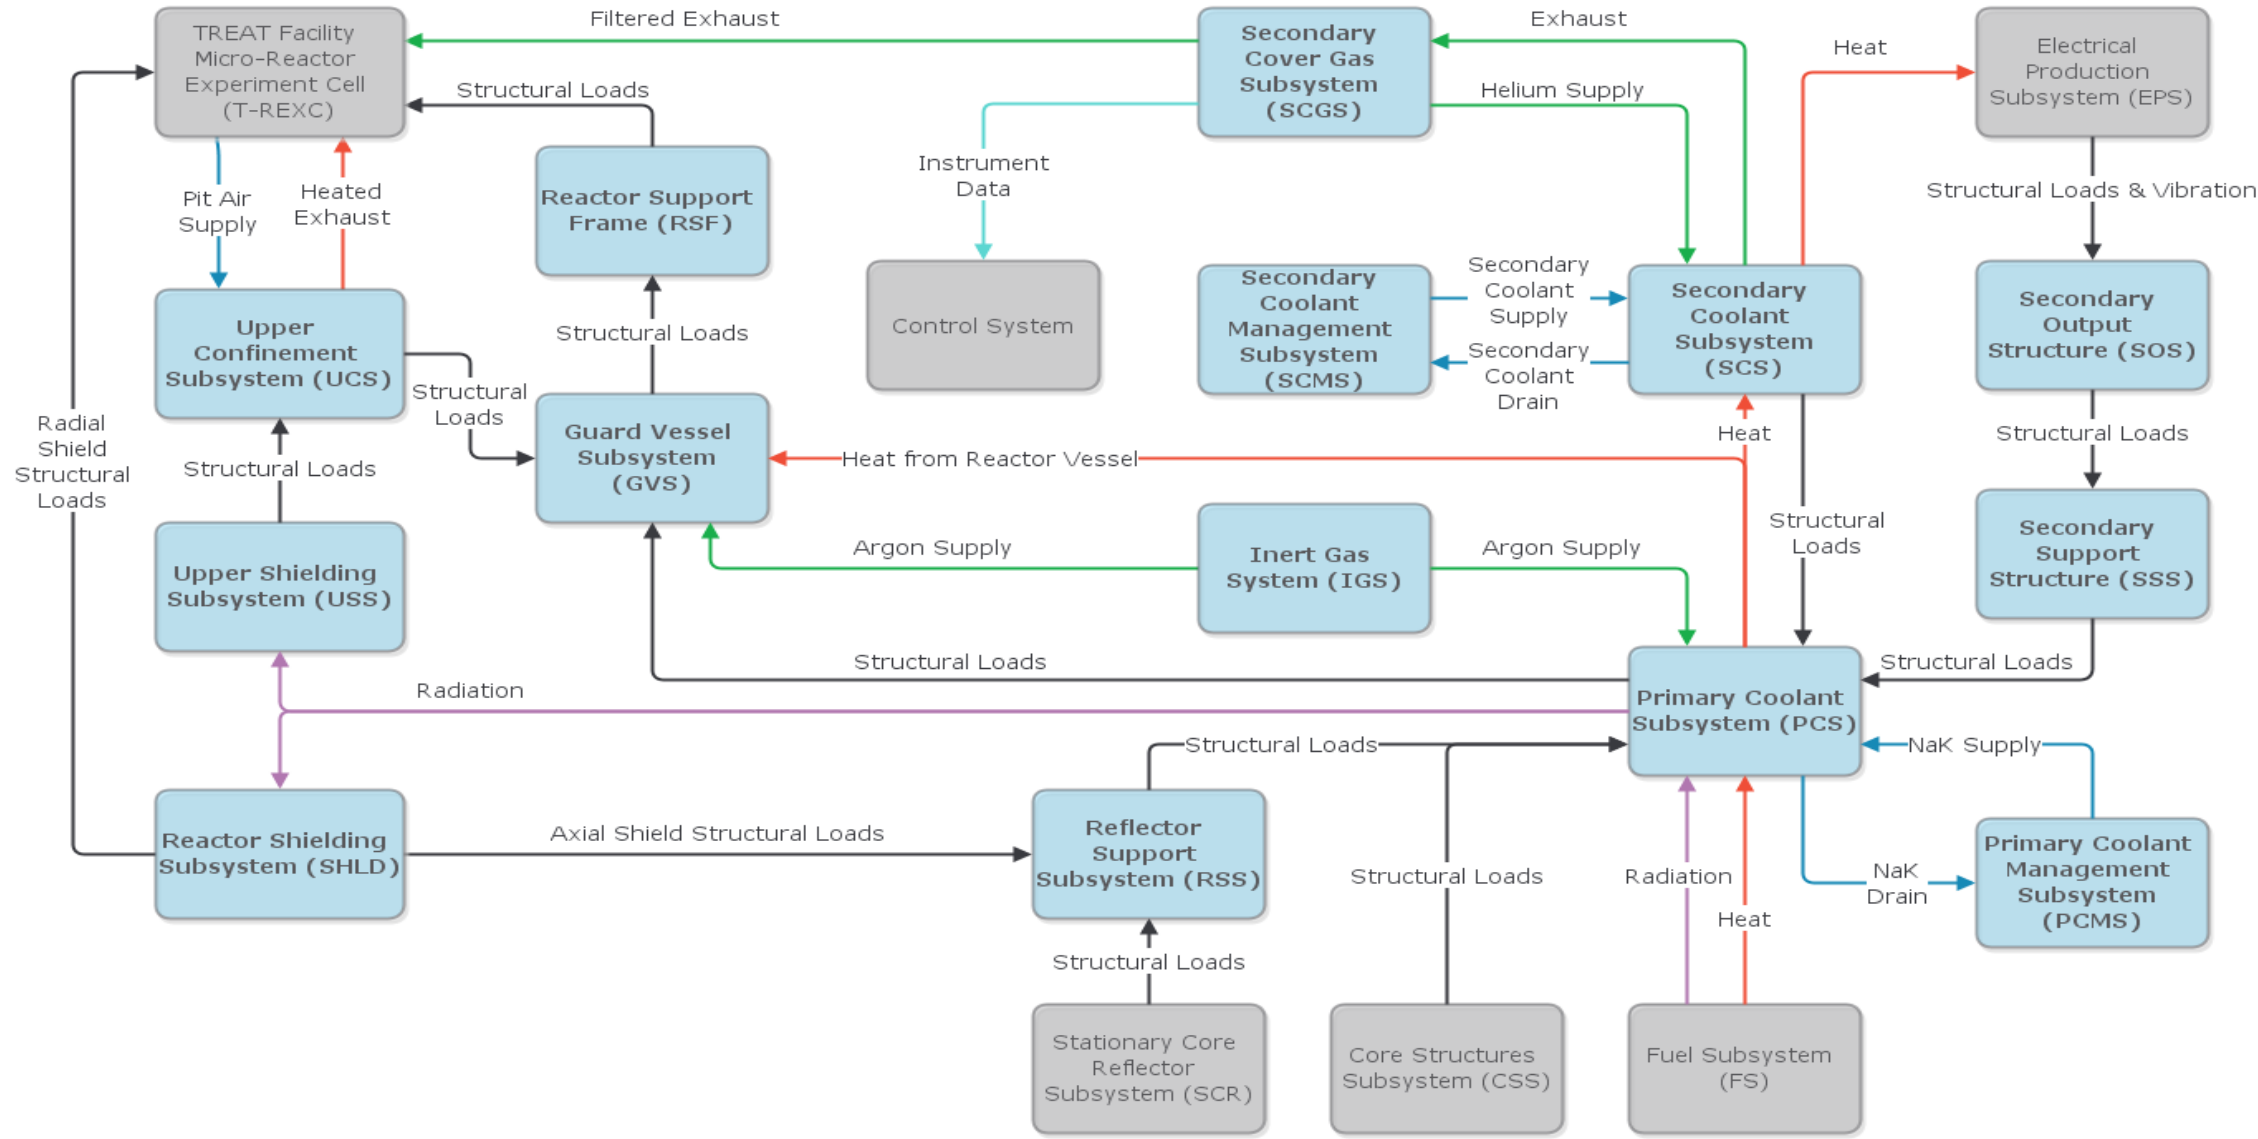 Filtered Exhaust
Exhaust
TREAT Facility
Micro-Reactor
Experiment Cell
(T-REXC)
Secondary
Cover Gas
Subsystem
(SCGS)
Heat
Electrical
Production
Subsystem (EPS)
Structural Loads
Helium Supply
Instrument
Data
Pit Air
Supply
Heated
Exhaust
Reactor Support
Frame (RSF)
Structural Loads & Vibration
Secondary
Coolant
Supply
Secondary
Coolant
Management
Subsystem
(SCMS)
Secondary
Coolant
Subsystem
(SCS)
Secondary
Output
Structure (SOS)
Control System
Upper
Confinement
Subsystem (UCS)
Structural Loads
Secondary
Coolant
Drain
Structural
Loads
Radial
Shield
Structural
Loads
Guard Vessel
Subsystem
(GVS)
Heat
Structural Loads
Structural Loads
Heat from Reactor Vessel
Structural
Loads
Secondary
Support
Structure (SSS)
Argon Supply
Inert Gas
System (IGS)
Argon Supply
Upper Shielding
Subsystem (USS)
Structural Loads
Structural Loads
Radiation
Primary Coolant
Subsystem (PCS)
Structural Loads
NaK Supply
Reactor Shielding
Subsystem (SHLD)
Axial Shield Structural Loads
Reflector
Support
Subsystem (RSS)
Structural Loads
Radiation
Heat
NaK
Drain
Primary Coolant
Management
Subsystem
(PCMS)
Structural Loads
Stationary Core
Reflector
Subsystem (SCR)
Core Structures
Subsystem (CSS)
Fuel Subsystem
(FS)